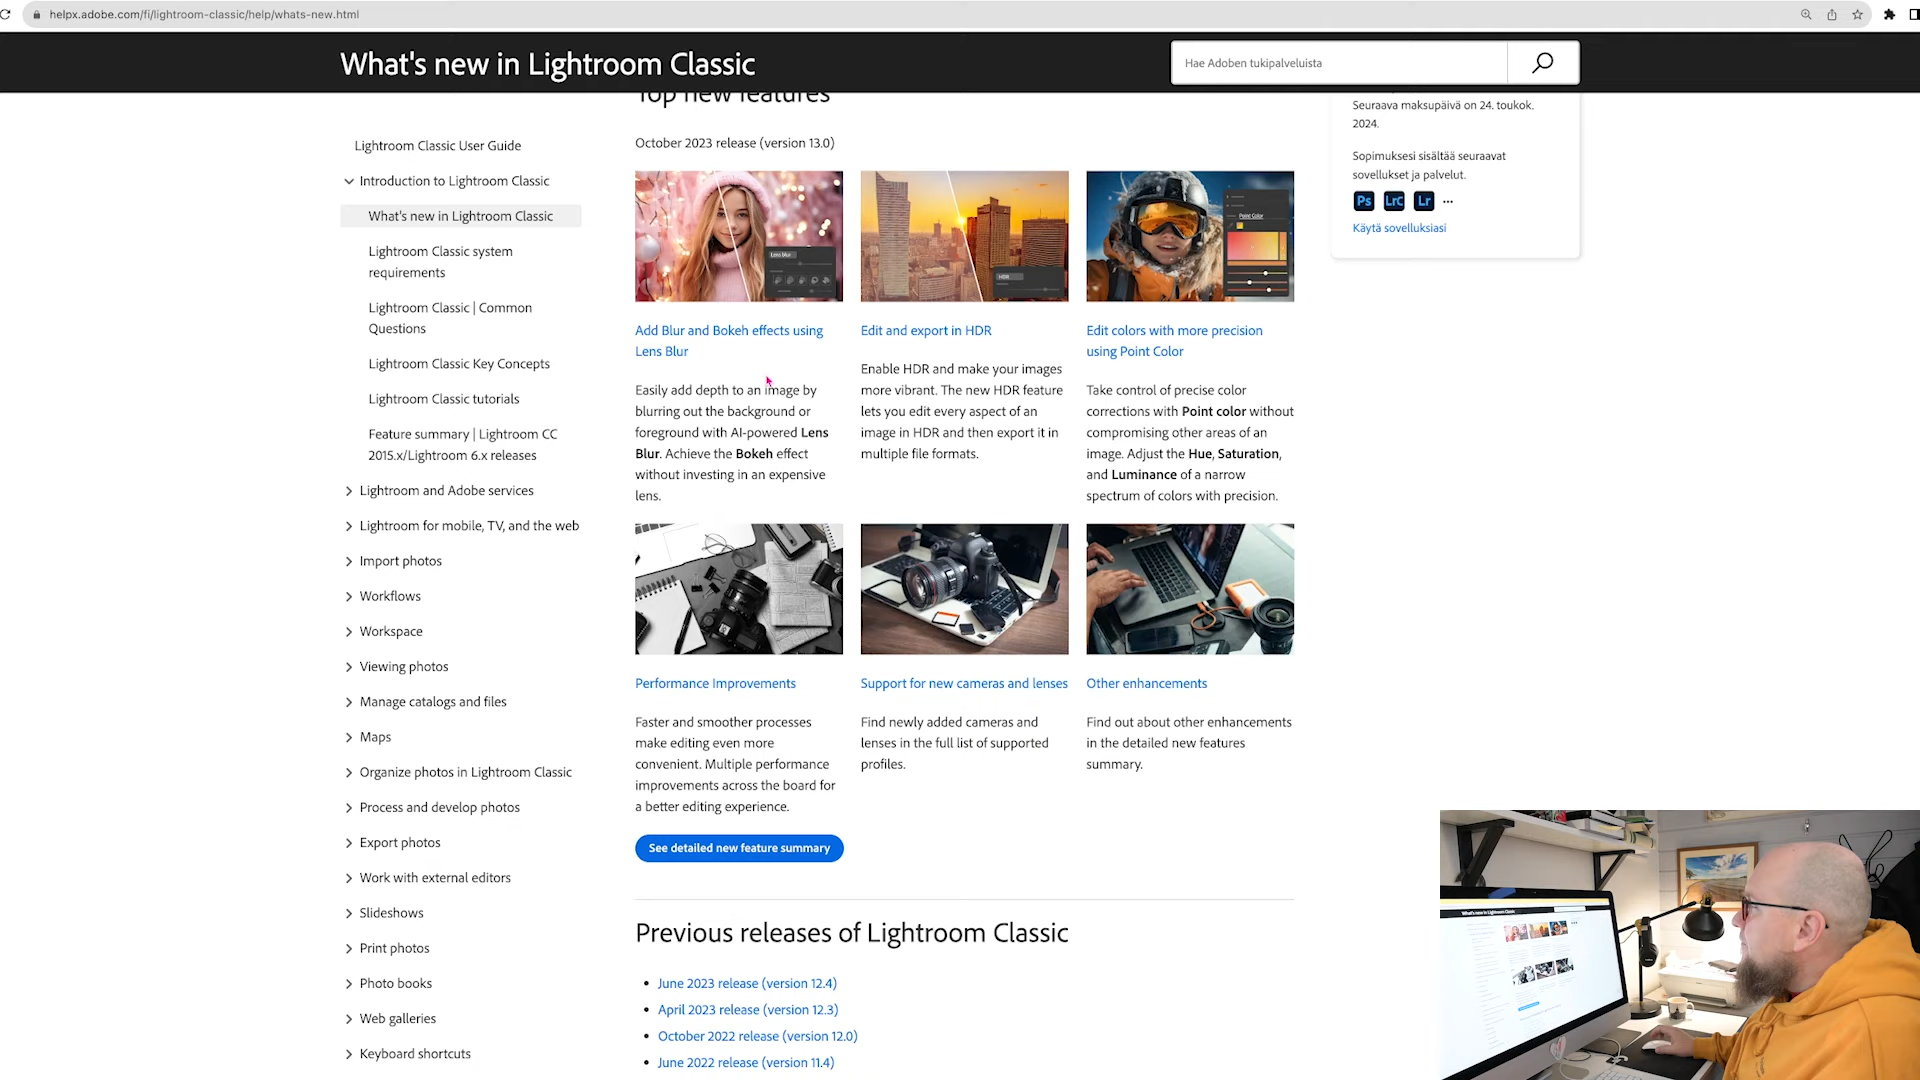 helpx.adobe.com/fi/lightroom-classic/help/whats-new.html
What's new in Lightroom Classic
Hae Adoben tukipalveluista
Lightroom Classic User Guide
Introduction to Lightroom Classic
What's new in Lightroom Classic
Lightroom Classic system
requirements
Lightroom Classic | Common
Questions
Lightroom Classic Key Concepts
Lightroom Classic tutorials
Feature summary | Lightroom CC
2015.x/Lightroom 6.x releases
Lightroom and Adobe services
Lightroom for mobile, TV, and the web
Import photos
Workflows
Workspace
Viewing photos
Manage catalogs and files
Maps
Organize photos in Lightroom Classic
Process and develop photos
Export photos
Work with external editors
Slideshows
Print photos
Photo books
Web galleries
Keyboard shortcuts
Top new features
October 2023 release (version 13.0)
Lens blur
HDR
Point Color
Add Blur and Bokeh effects using
Lens Blur
Easily add depth to an image by
blurring out the background or
foreground with AI-powered Lens
Blur. Achieve the Bokeh effect
without investing in an expensive
lens.
Edit and export in HDR
Enable HDR and make your images
more vibrant. The new HDR feature
lets you edit every aspect of an
image in HDR and then export it in
multiple file formats.
Edit colors with more precision
using Point Color
Take control of precise color
corrections with Point color without
compromising other areas of an
image. Adjust the Hue, Saturation,
and Luminance of a narrow
spectrum of colors with precision.
Performance Improvements
Faster and smoother processes
make editing even more
convenient. Multiple performance
improvements across the board for
a better editing experience.
Support for new cameras and lenses
Find newly added cameras and
lenses in the full list of supported
profiles.
Other enhancements
Find out about other enhancements
in the detailed new features
summary.
See detailed new feature summary
Previous releases of Lightroom Classic
June 2023 release (version 12.4)
April 2023 release (version 12.3)
October 2022 release (version 12.0)
June 2022 release (version 11.4)
Seuraava maksupäivä on 24. toukok.
2024.
Sopimuksesi sisältää seuraavat
sovellukset ja palvelut.
Ps LrC Lr ...
Käytä sovelluksiasi
What's new in Lightroom Classic